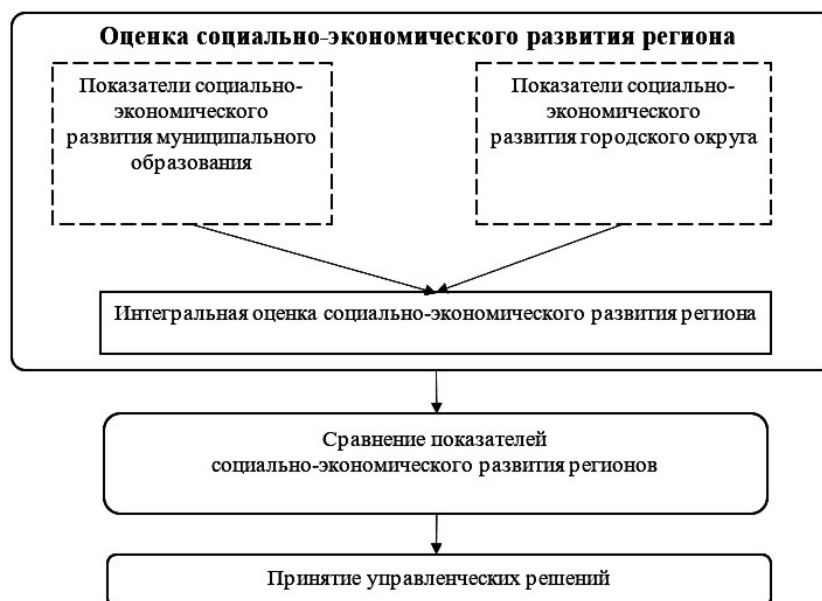 Оценка социально-экономического развития региона
Показатели социально-
экономического
развития муниципального
образования
Показатели социально-
экономического
развития городского округа
Интегральная оценка социально-экономического развития региона
Сравнение показателей
социально-экономического развития регионов
Принятие управленческих решений